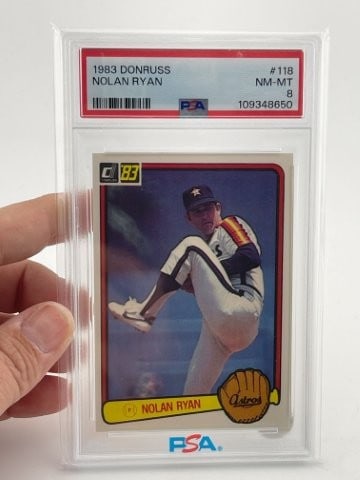 1983 DONRUSS
#118
NOLAN RYAN
NM-MT
8
PSA
109348650
'83
P
NOLAN RYAN
Astros
PSA